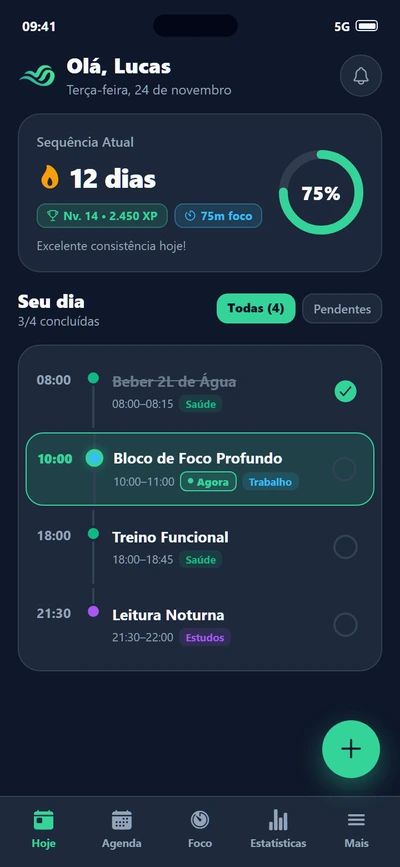 09:41
5G
Olá, Lucas
Terça-feira, 24 de novembro
Sequência Atual
12 dias
75%
Nv. 14 • 2.450 XP
75m foco
Excelente consistência hoje!
Seu dia
3/4 concluídas
Todas (4)
Pendentes
08:00
Beber 2L de Água
08:00–08:15
Saúde
10:00
Bloco de Foco Profundo
10:00–11:00
Agora
Trabalho
18:00
Treino Funcional
18:00–18:45
Saúde
21:30
Leitura Noturna
21:30–22:00
Estudos
Hoje
Agenda
Foco
Estatísticas
Mais